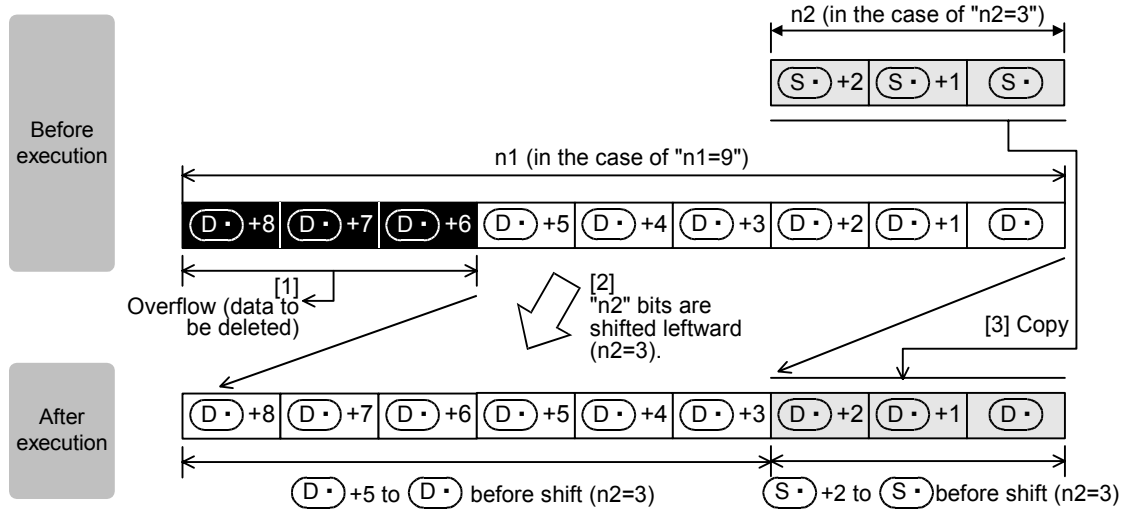 n2 (in the case of "n2=3")
S· +2 S· +1 S·
Before
execution
n1 (in the case of "n1=9")
D· +8 D· +7 D· +6 D· +5 D· +4 D· +3 D· +2 D· +1 D·
[1]
Overflow (data to
be deleted)
[2]
"n2" bits are
shifted leftward
(n2=3).
[3] Copy
After
execution
D· +8 D· +7 D· +6 D· +5 D· +4 D· +3 D· +2 D· +1 D·
D· +5 to D· before shift (n2=3)
S· +2 to S· before shift (n2=3)